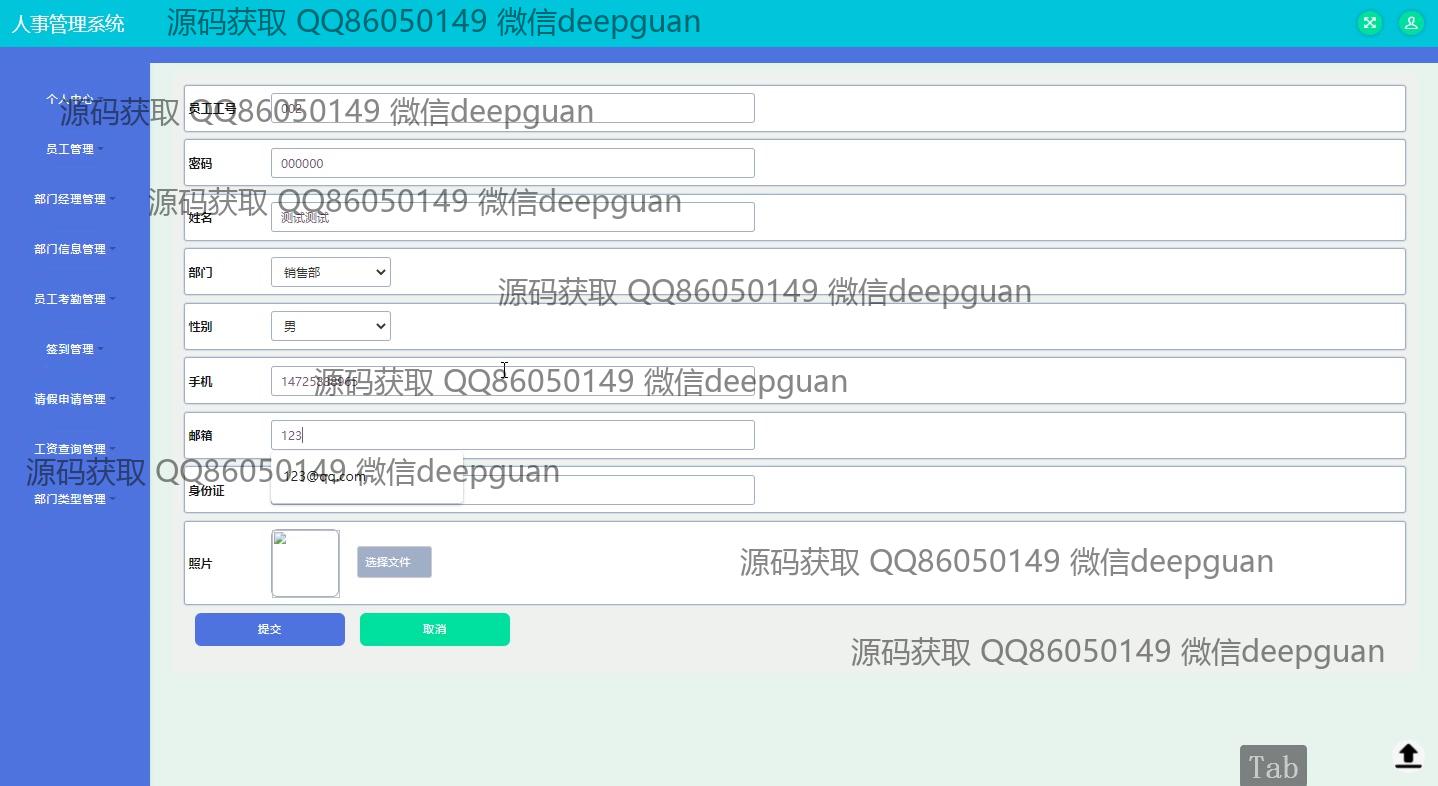 人事管理系统
源码获取 QQ86050149 微信deepguan
个人中心
源码获取 QQ86050149 微信deepguan
员工工号 002
员工管理
密码 000000
部门经理管理
源码获取 QQ86050149 微信deepguan
姓名 测试测试
部门信息管理
部门 销售部
源码获取 QQ86050149 微信deepguan
员工考勤管理
性别 男
签到管理
手机
源码获取 QQ86050149 微信deepguan
请假申请管理
邮箱 123
工资查询管理
源码获取 QQ86050149 微信deepguan
123@qq.com
身份证
部门类型管理
照片 选择文件
源码获取 QQ86050149 微信deepguan
提交 取消
源码获取 QQ86050149 微信deepguan
Tab